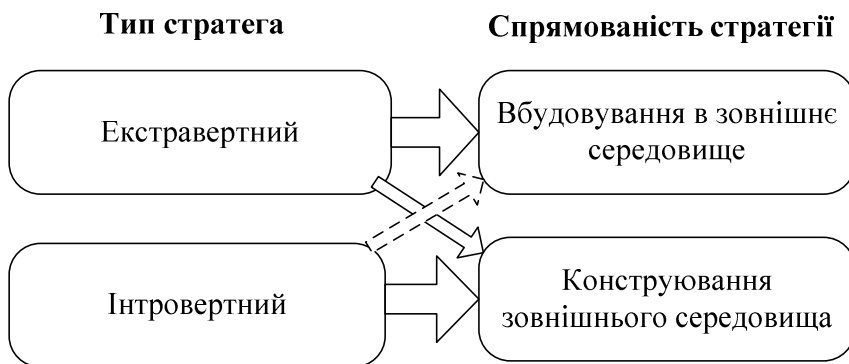 Тип стратега
Спрямованість стратегії
Екстравертний
Вбудовування в зовнішнє
середовище
Інтровертний
Конструювання
зовнішнього середовища